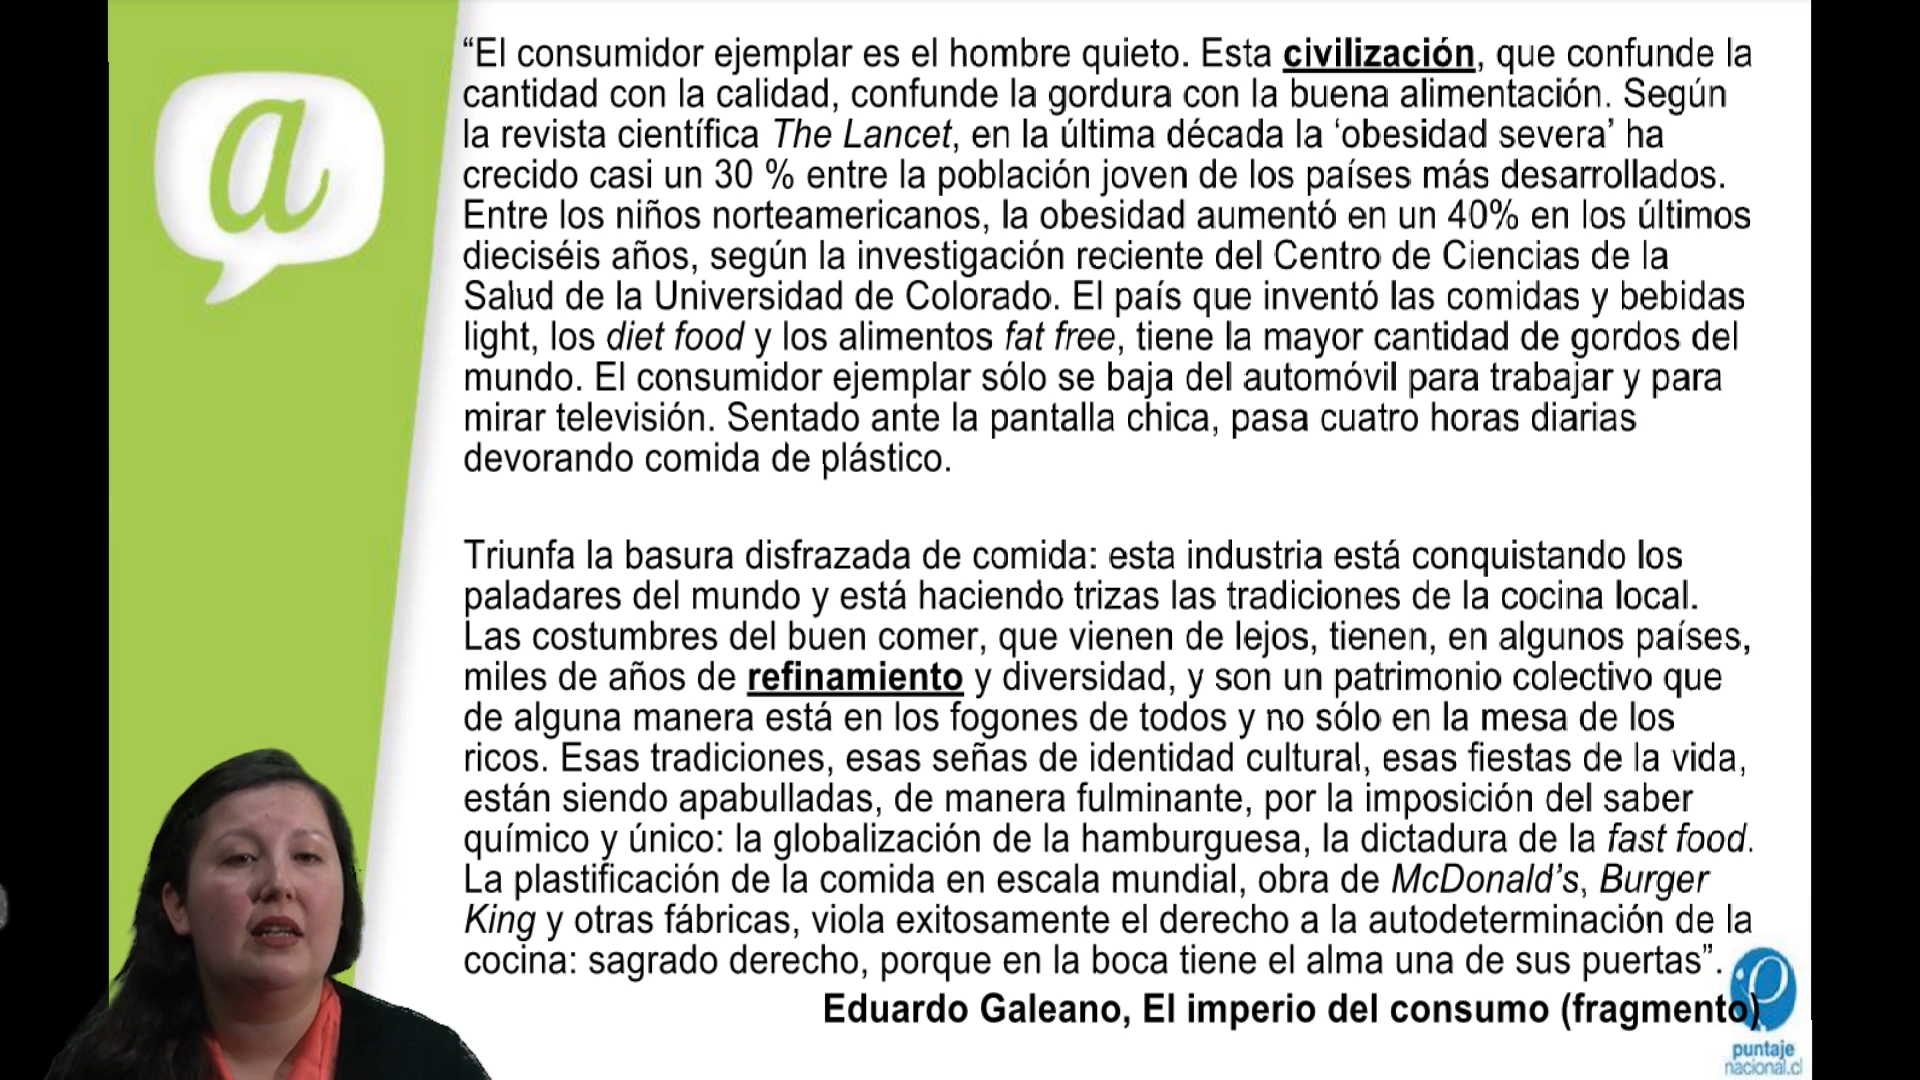 a
“El consumidor ejemplar es el hombre quieto. Esta civilización, que confunde la
cantidad con la calidad, confunde la gordura con la buena alimentación. Según
la revista científica The Lancet, en la última década la ‘obesidad severa’ ha
crecido casi un 30 % entre la población joven de los países más desarrollados.
Entre los niños norteamericanos, la obesidad aumentó en un 40% en los últimos
dieciséis años, según la investigación reciente del Centro de Ciencias de la
Salud de la Universidad de Colorado. El país que inventó las comidas y bebidas
light, los diet food y los alimentos fat free, tiene la mayor cantidad de gordos del
mundo. El consumidor ejemplar sólo se baja del automóvil para trabajar y para
mirar televisión. Sentado ante la pantalla chica, pasa cuatro horas diarias
devorando comida de plástico.
Triunfa la basura disfrazada de comida: esta industria está conquistando los
paladares del mundo y está haciendo trizas las tradiciones de la cocina local.
Las costumbres del buen comer, que vienen de lejos, tienen, en algunos países,
miles de años de refinamiento y diversidad, y son un patrimonio colectivo que
de alguna manera está en los fogones de todos y no sólo en la mesa de los
ricos. Esas tradiciones, esas señas de identidad cultural, esas fiestas de la vida,
están siendo apabulladas, de manera fulminante, por la imposición del saber
químico y único: la globalización de la hamburguesa, la dictadura de la fast food.
La plastificación de la comida en escala mundial, obra de McDonald’s, Burger
King y otras fábricas, viola exitosamente el derecho a la autodeterminación de la
cocina: sagrado derecho, porque en la boca tiene el alma una de sus puertas”.
Eduardo Galeano, El imperio del consumo (fragmento)
puntaje
nacional.cl